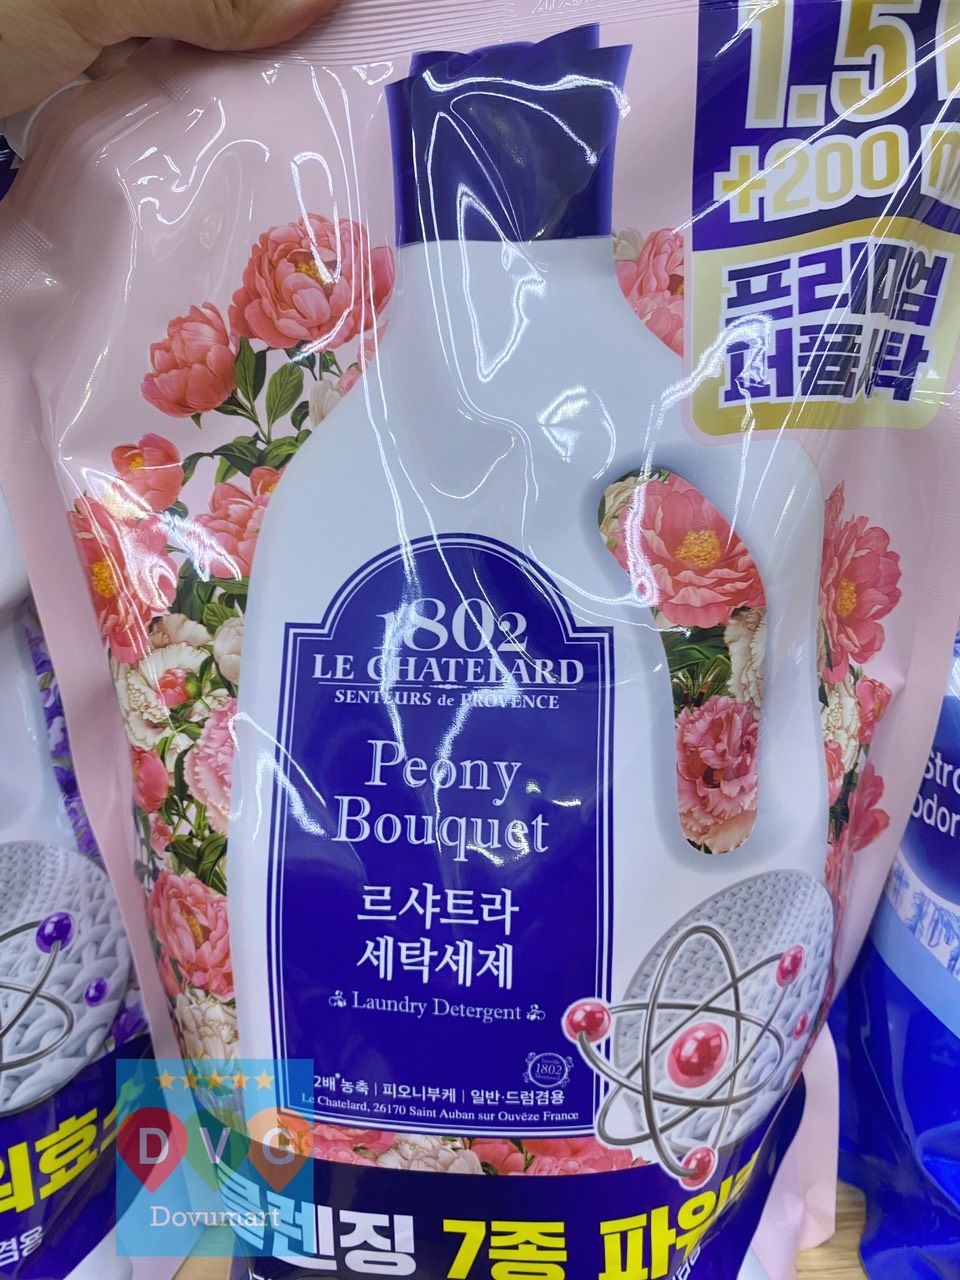 1.5
+200 m
프리미엄
퍼퓸세탁
1802
LE CHATELARD
SENTEURS de PROVENCE
Peony
Bouquet
르샤트라
세탁세제
Laundry Detergent
1802
2배*농축 | 피오니부케 | 일반·드럼겸용
Le Chatelard, 26170 Saint Auban sur Ouvèze France
클렌징 7종 파워
DVG
Dovumart
겸용